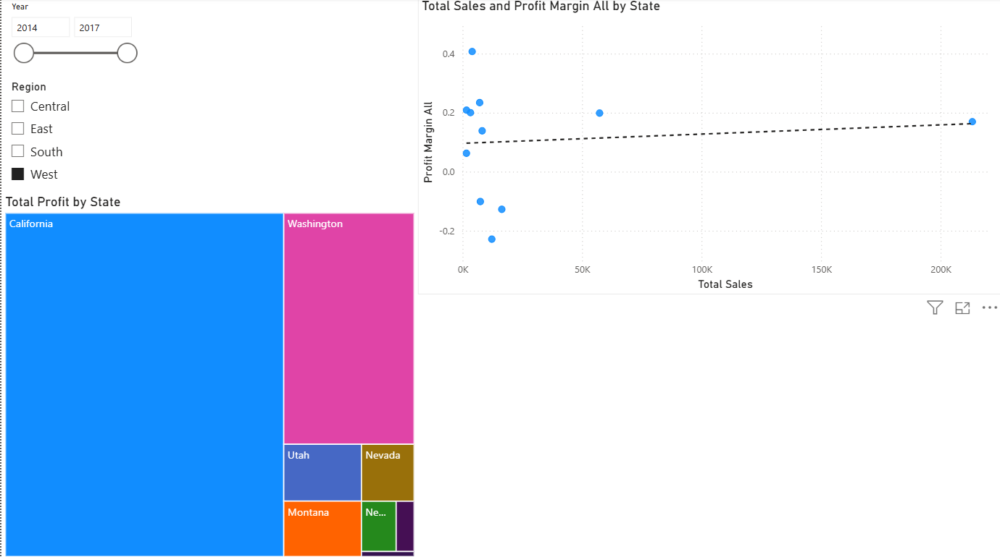 Year
2014 2017
Region
Central
East
South
West
Total Profit by State
California
Washington
Utah
Nevada
Montana
Ne...
Total Sales and Profit Margin All by State
Profit Margin All
0.4
0.2
0.0
-0.2
0K 50K 100K 150K 200K
Total Sales